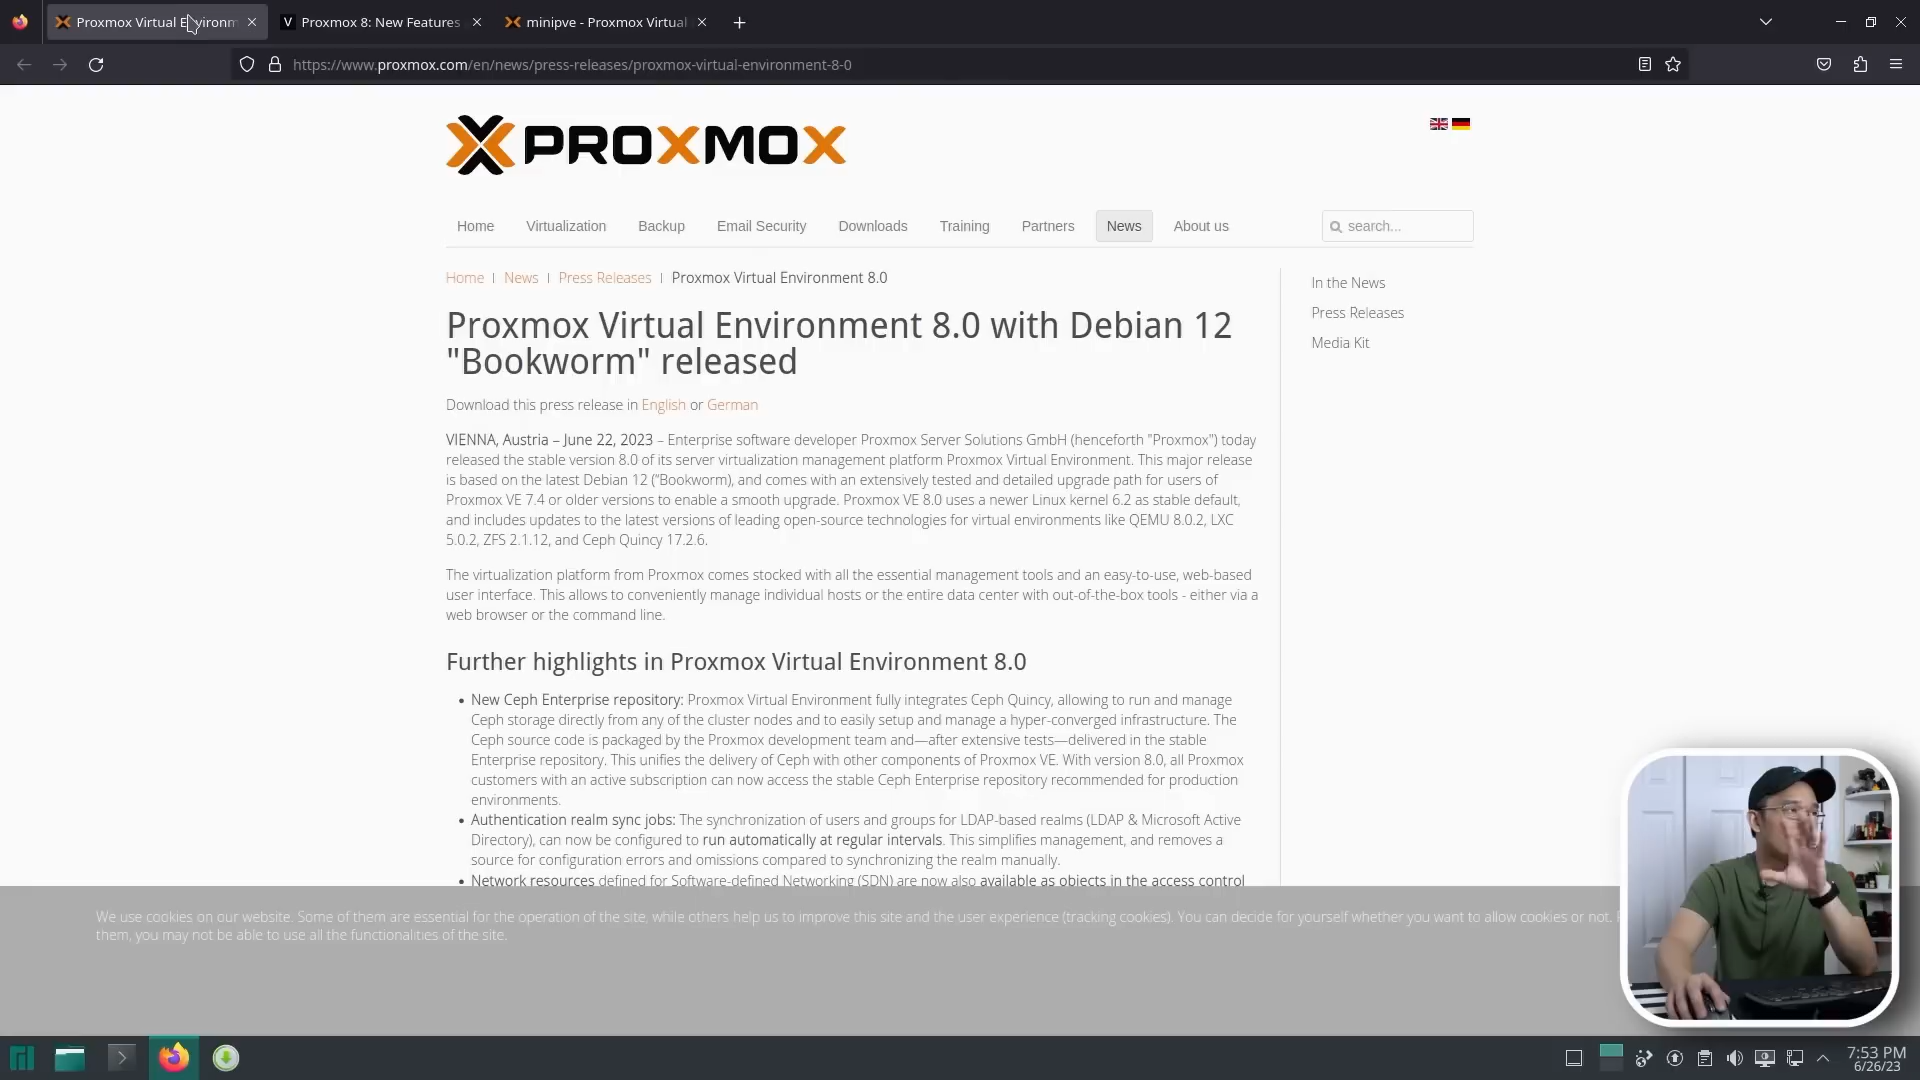 Proxmox Virtual Environm
Proxmox 8: New Features
minipve - Proxmox Virtual
https://www.proxmox.com/en/news/press-releases/proxmox-virtual-environment-8-0
PROXMOX
Home Virtualization Backup Email Security Downloads Training Partners News About us search...
Home | News | Press Releases | Proxmox Virtual Environment 8.0
In the News
Press Releases
Media Kit
Proxmox Virtual Environment 8.0 with Debian 12
"Bookworm" released
Download this press release in English or German
VIENNA, Austria – June 22, 2023 – Enterprise software developer Proxmox Server Solutions GmbH (henceforth "Proxmox") today
released the stable version 8.0 of its server virtualization management platform Proxmox Virtual Environment. This major release
is based on the latest Debian 12 ("Bookworm), and comes with an extensively tested and detailed upgrade path for users of
Proxmox VE 7.4 or older versions to enable a smooth upgrade. Proxmox VE 8.0 uses a newer Linux kernel 6.2 as stable default,
and includes updates to the latest versions of leading open-source technologies for virtual environments like QEMU 8.0.2, LXC
5.0.2, ZFS 2.1.12, and Ceph Quincy 17.2.6.
The virtualization platform from Proxmox comes stocked with all the essential management tools and an easy-to-use, web-based
user interface. This allows to conveniently manage individual hosts or the entire data center with out-of-the-box tools - either via a
web browser or the command line.
Further highlights in Proxmox Virtual Environment 8.0
• New Ceph Enterprise repository: Proxmox Virtual Environment fully integrates Ceph Quincy, allowing to run and manage
Ceph storage directly from any of the cluster nodes and to easily setup and manage a hyper-converged infrastructure. The
Ceph source code is packaged by the Proxmox development team and—after extensive tests—delivered in the stable
Enterprise repository. This unifies the delivery of Ceph with other components of Proxmox VE. With version 8.0, all Proxmox
customers with an active subscription can now access the stable Ceph Enterprise repository recommended for production
environments.
• Authentication realm sync jobs: The synchronization of users and groups for LDAP-based realms (LDAP & Microsoft Active
Directory), can now be configured to run automatically at regular intervals. This simplifies management, and removes a
source for configuration errors and omissions compared to synchronizing the realm manually.
• Network resources defined for Software-defined Networking (SDN) are now also available as objects in the access control
We use cookies on our website. Some of them are essential for the operation of the site, while others help us to improve this site and the user experience (tracking cookies). You can decide for yourself whether you want to allow cookies or not.
them, you may not be able to use all the functionalities of the site.
7:53 PM
6/26/23